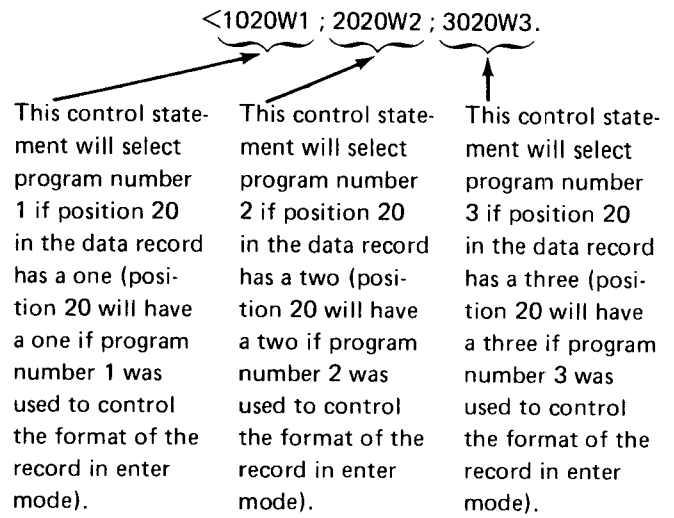 <1020W1 ; 2020W2 ; 3020W3.
This control state-
ment will select
program number
1 if position 20
in the data record
has a one (posi-
tion 20 will have
a one if program
number 1 was
used to control
the format of the
record in enter
mode).
This control state-
ment will select
program number
2 if position 20
in the data record
has a two (posi-
tion 20 will have
a two if program
number 2 was
used to control
the format of the
record in enter
mode).
This control state-
ment will select
program number
3 if position 20
in the data record
has a three (posi-
tion 20 will have
a three if program
number 3 was
used to control
the format of the
record in enter
mode).